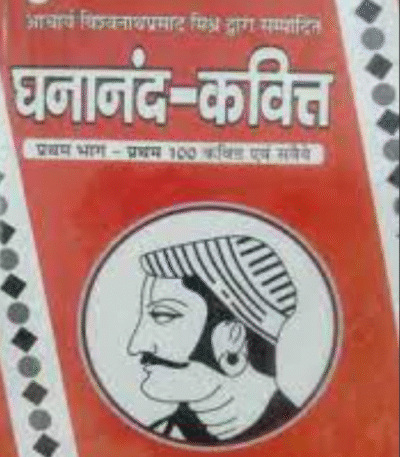 आचार्य विश्वनाथप्रसाद मिश्र द्वारा सम्पादित
घनानंद-कवित्त
प्रथम भाग - प्रथम 100 कवित्त एवं सवैये